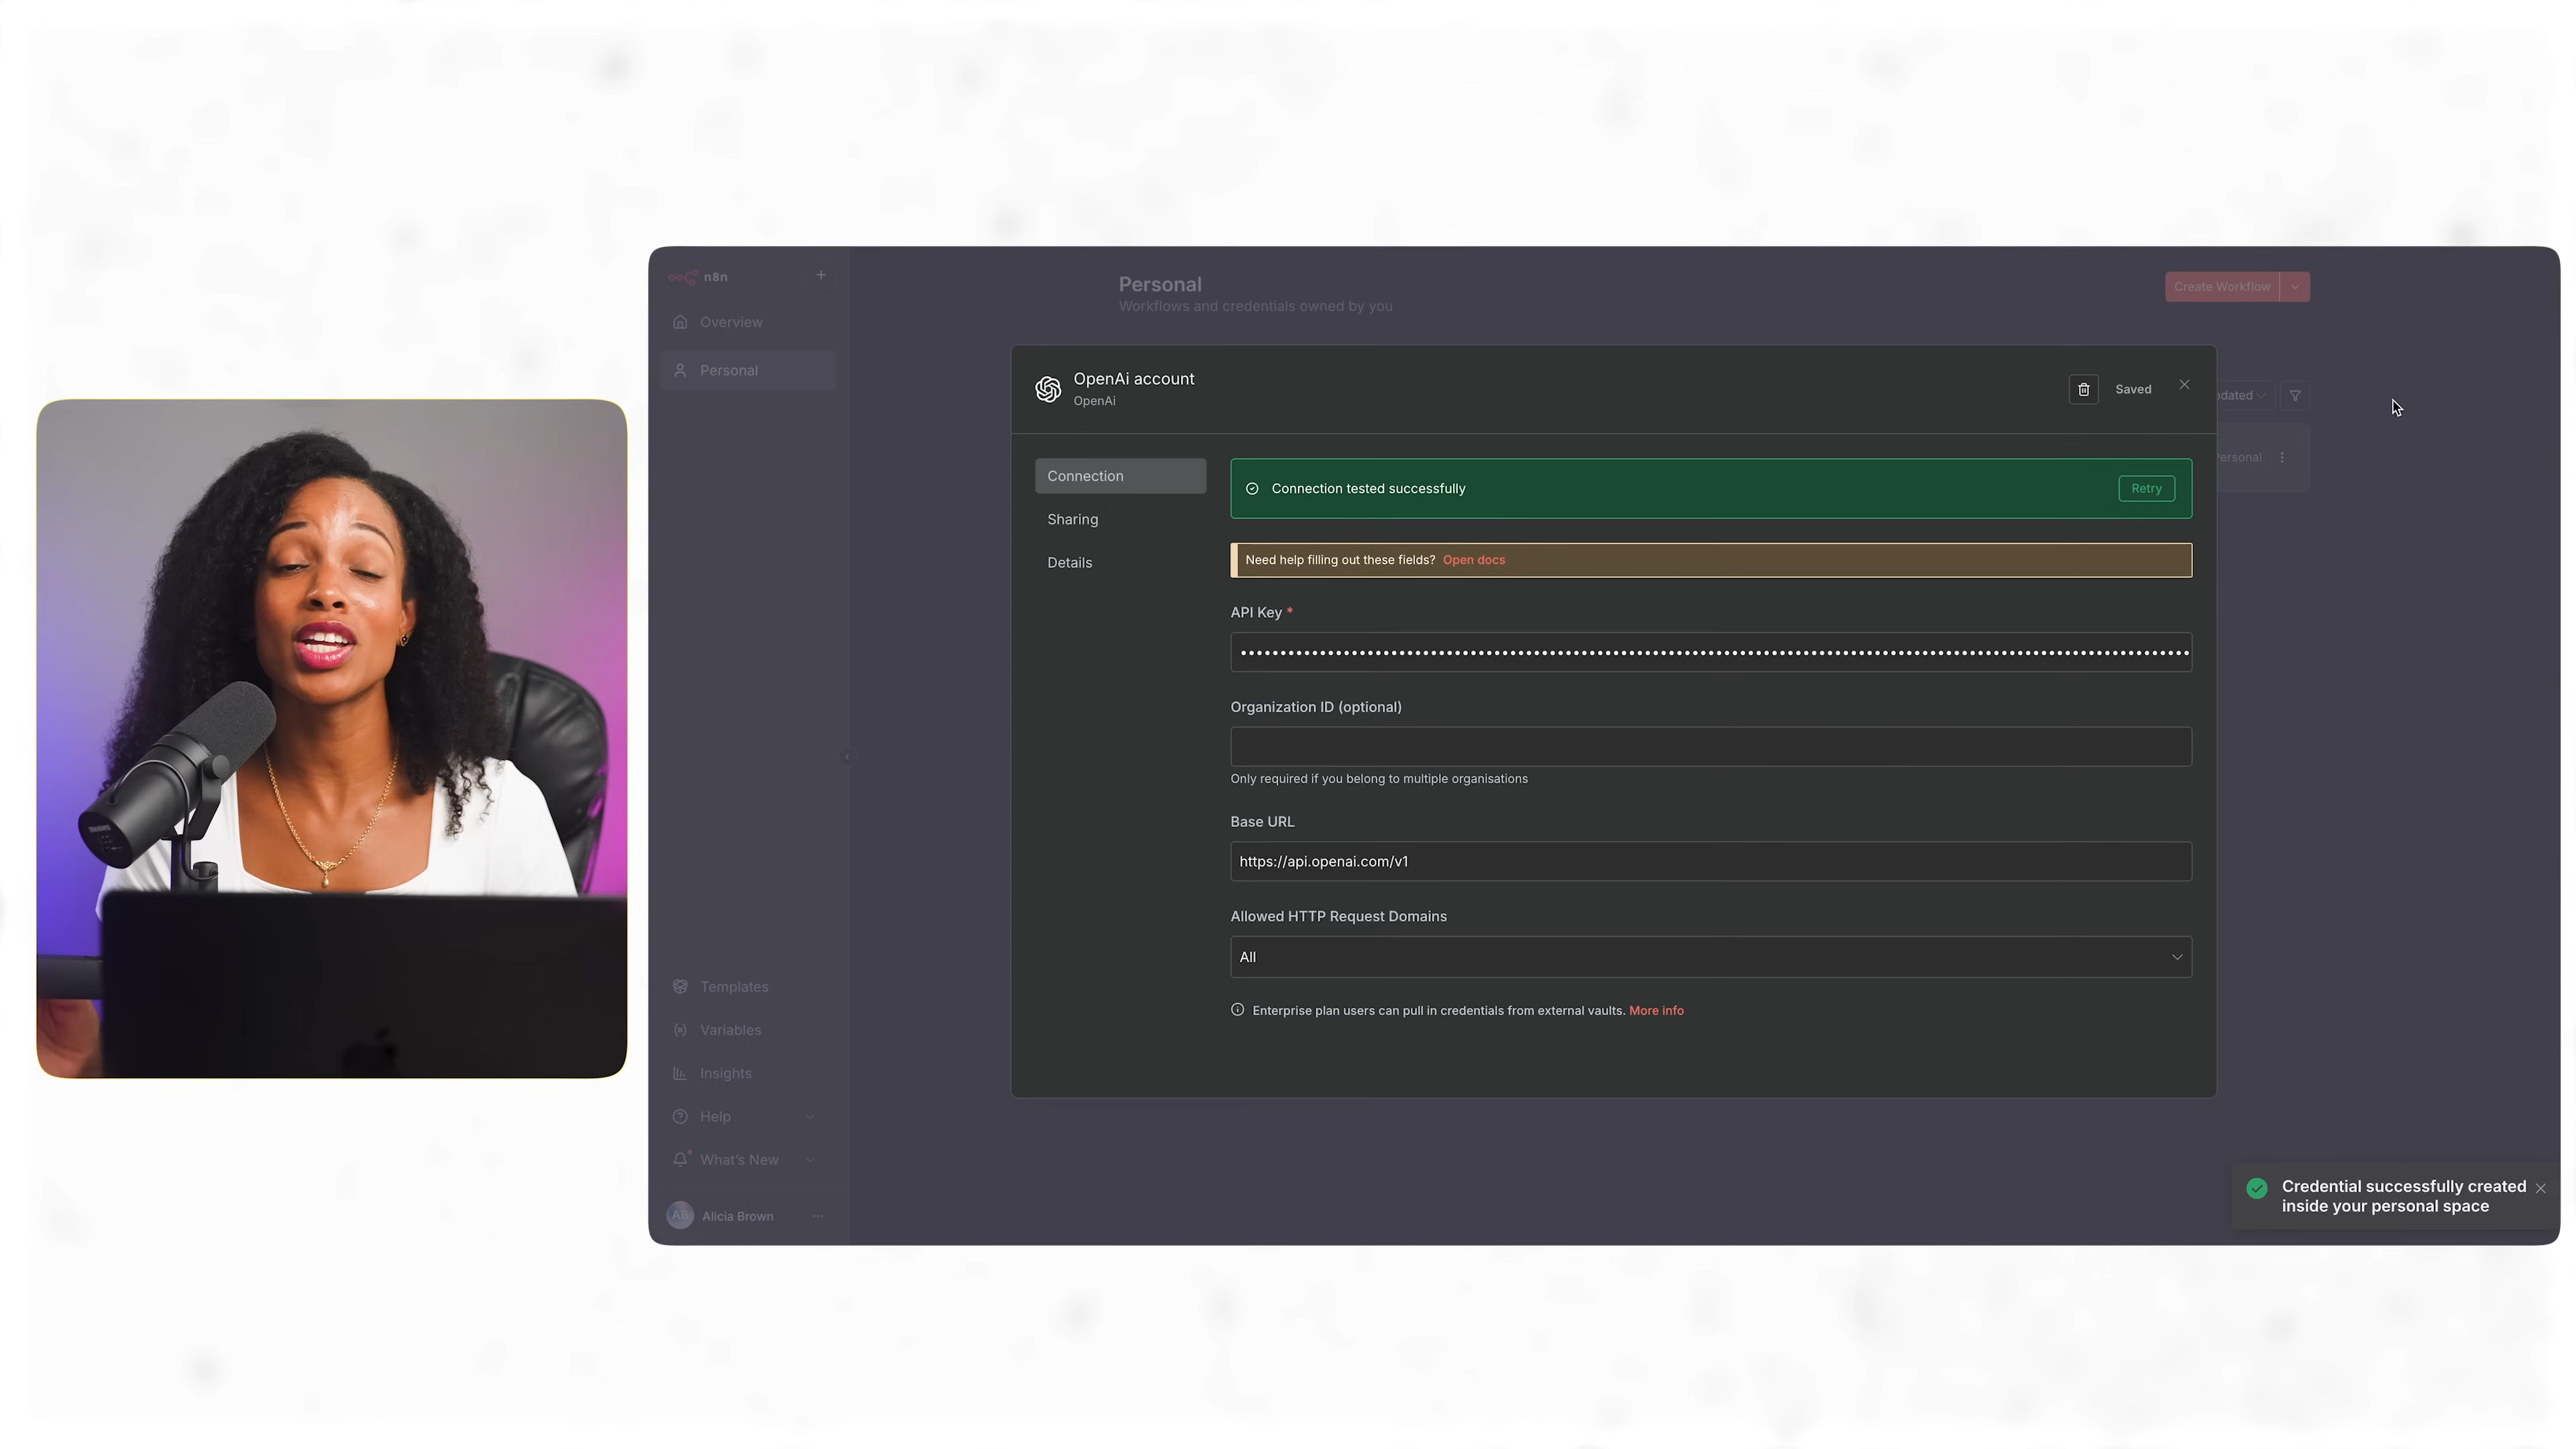 n8n
Overview
Personal
Templates
Variables
Insights
Help
What's New
AB
Alicia Brown
Personal
Workflows and credentials owned by you
Create Workflow
Personal
OpenAi account
OpenAi
Saved
Connection
Sharing
Details
Connection tested successfully
Retry
Need help filling out these fields? Open docs
API Key *
Organization ID (optional)
Only required if you belong to multiple organisations
Base URL
https://api.openai.com/v1
Allowed HTTP Request Domains
All
Enterprise plan users can pull in credentials from external vaults. More info
Credential successfully created
inside your personal space